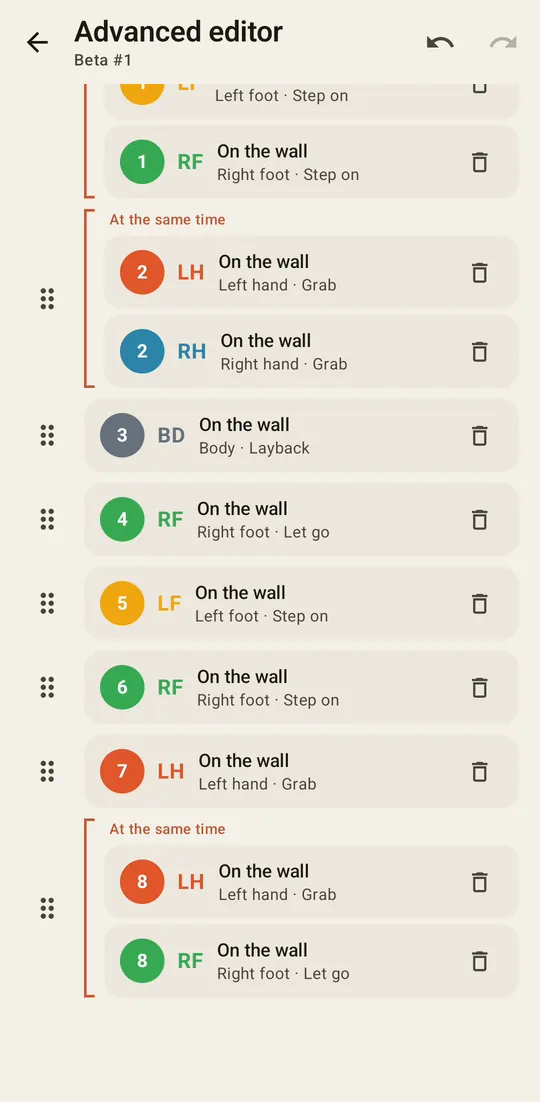 Advanced editor
Beta #1
1 LF
Left foot · Step on
1 RF On the wall
Right foot · Step on
At the same time
2 LH On the wall
Left hand · Grab
2 RH On the wall
Right hand · Grab
3 BD On the wall
Body · Layback
4 RF On the wall
Right foot · Let go
5 LF On the wall
Left foot · Step on
6 RF On the wall
Right foot · Step on
7 LH On the wall
Left hand · Grab
At the same time
8 LH On the wall
Left hand · Grab
8 RF On the wall
Right foot · Let go